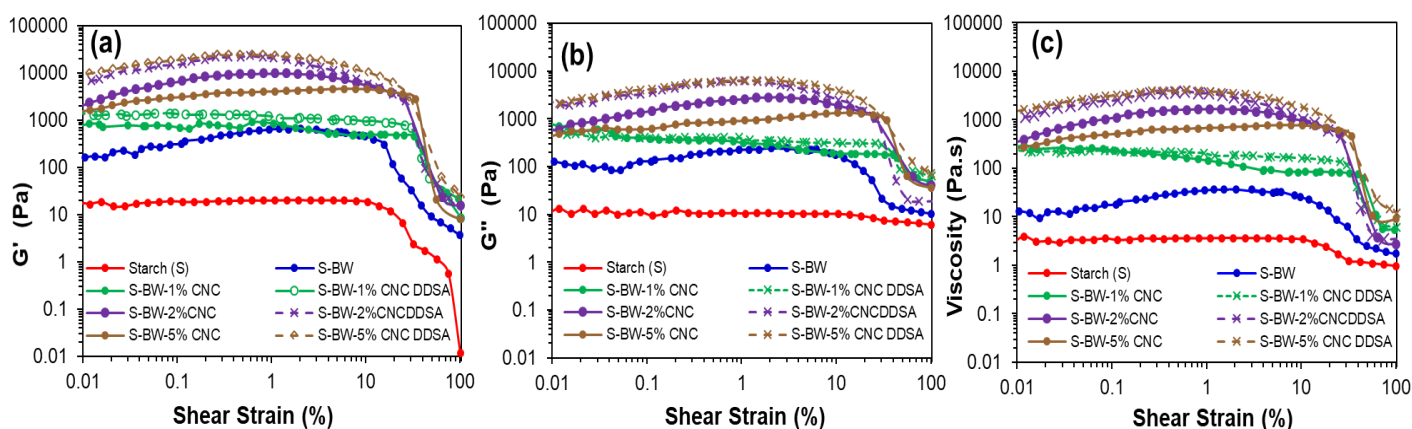 (a)
G' (Pa)
100000
10000
1000
100
10
1
0.1
0.01
Starch (S)
S-BW
S-BW-1% CNC
S-BW-1% CNC DDSA
S-BW-2%CNC
S-BW-2%CNCDDSA
S-BW-5% CNC
S-BW-5% CNC DDSA
0.01 0.1 1 10 100
Shear Strain (%)
(b)
G'' (Pa)
100000
10000
1000
100
10
1
0.1
0.01
Starch (S)
S-BW
S-BW-1% CNC
S-BW-1% CNC DDSA
S-BW-2%CNC
S-BW-2%CNCDDSA
S-BW-5% CNC
S-BW-5% CNC DDSA
0.01 0.1 1 10 100
Shear Strain (%)
(c)
Viscosity (Pa.s)
100000
10000
1000
100
10
1
0.1
0.01
Starch (S)
S-BW
S-BW-1% CNC
S-BW-1% CNC DDSA
S-BW-2%CNC
S-BW-2%CNCDDSA
S-BW-5% CNC
S-BW-5% CNC DDSA
0.01 0.1 1 10 100
Shear Strain (%)